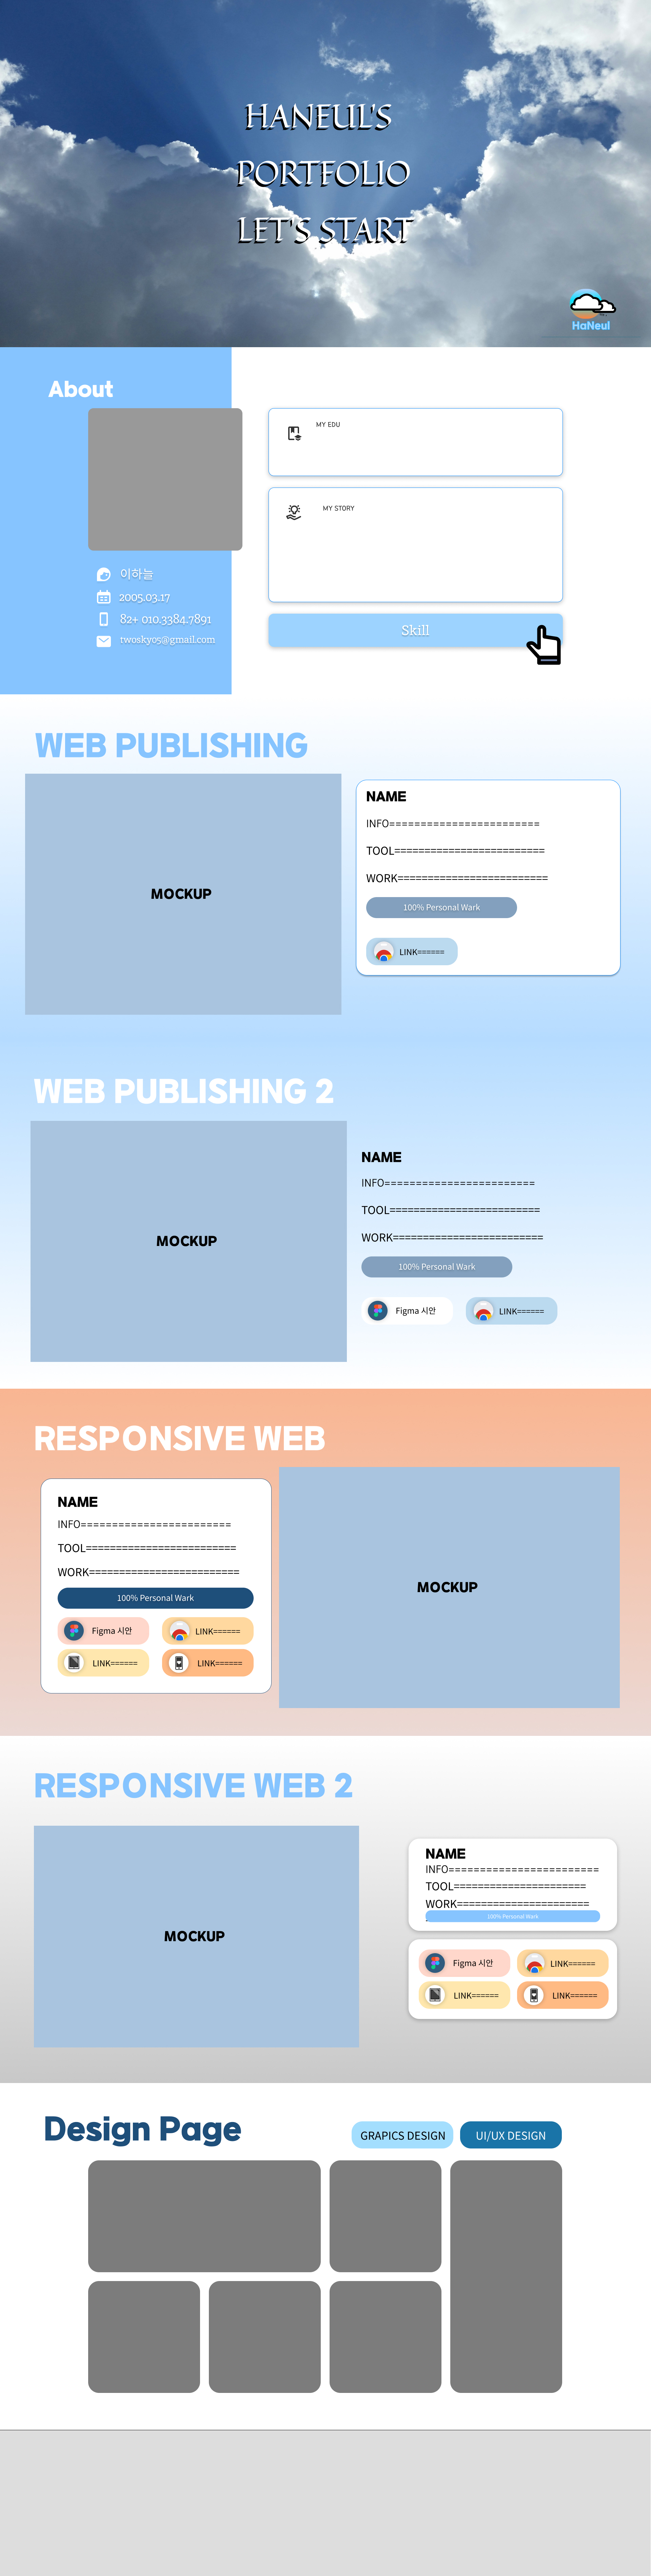 HANEUL'S
PORTFOLIO
LET'S START
HaNeul
About
이하늘
2005.03.17
82+ 010.3384.7891
twosky05@gmail.com
MY EDU
MY STORY
Skill
WEB PUBLISHING
MOCKUP
NAME
INFO========================
TOOL=========================
WORK=========================
100% Personal Wark
LINK======
WEB PUBLISHING 2
MOCKUP
NAME
INFO========================
TOOL=========================
WORK=========================
100% Personal Wark
Figma 시안
LINK======
RESPONSIVE WEB
NAME
INFO========================
TOOL=========================
WORK=========================
100% Personal Wark
Figma 시안
LINK======
LINK======
LINK======
MOCKUP
RESPONSIVE WEB 2
MOCKUP
NAME
INFO========================
TOOL======================
WORK======================
100% Personal Wark
Figma 시안
LINK======
LINK======
LINK======
Design Page
GRAPICS DESIGN
UI/UX DESIGN